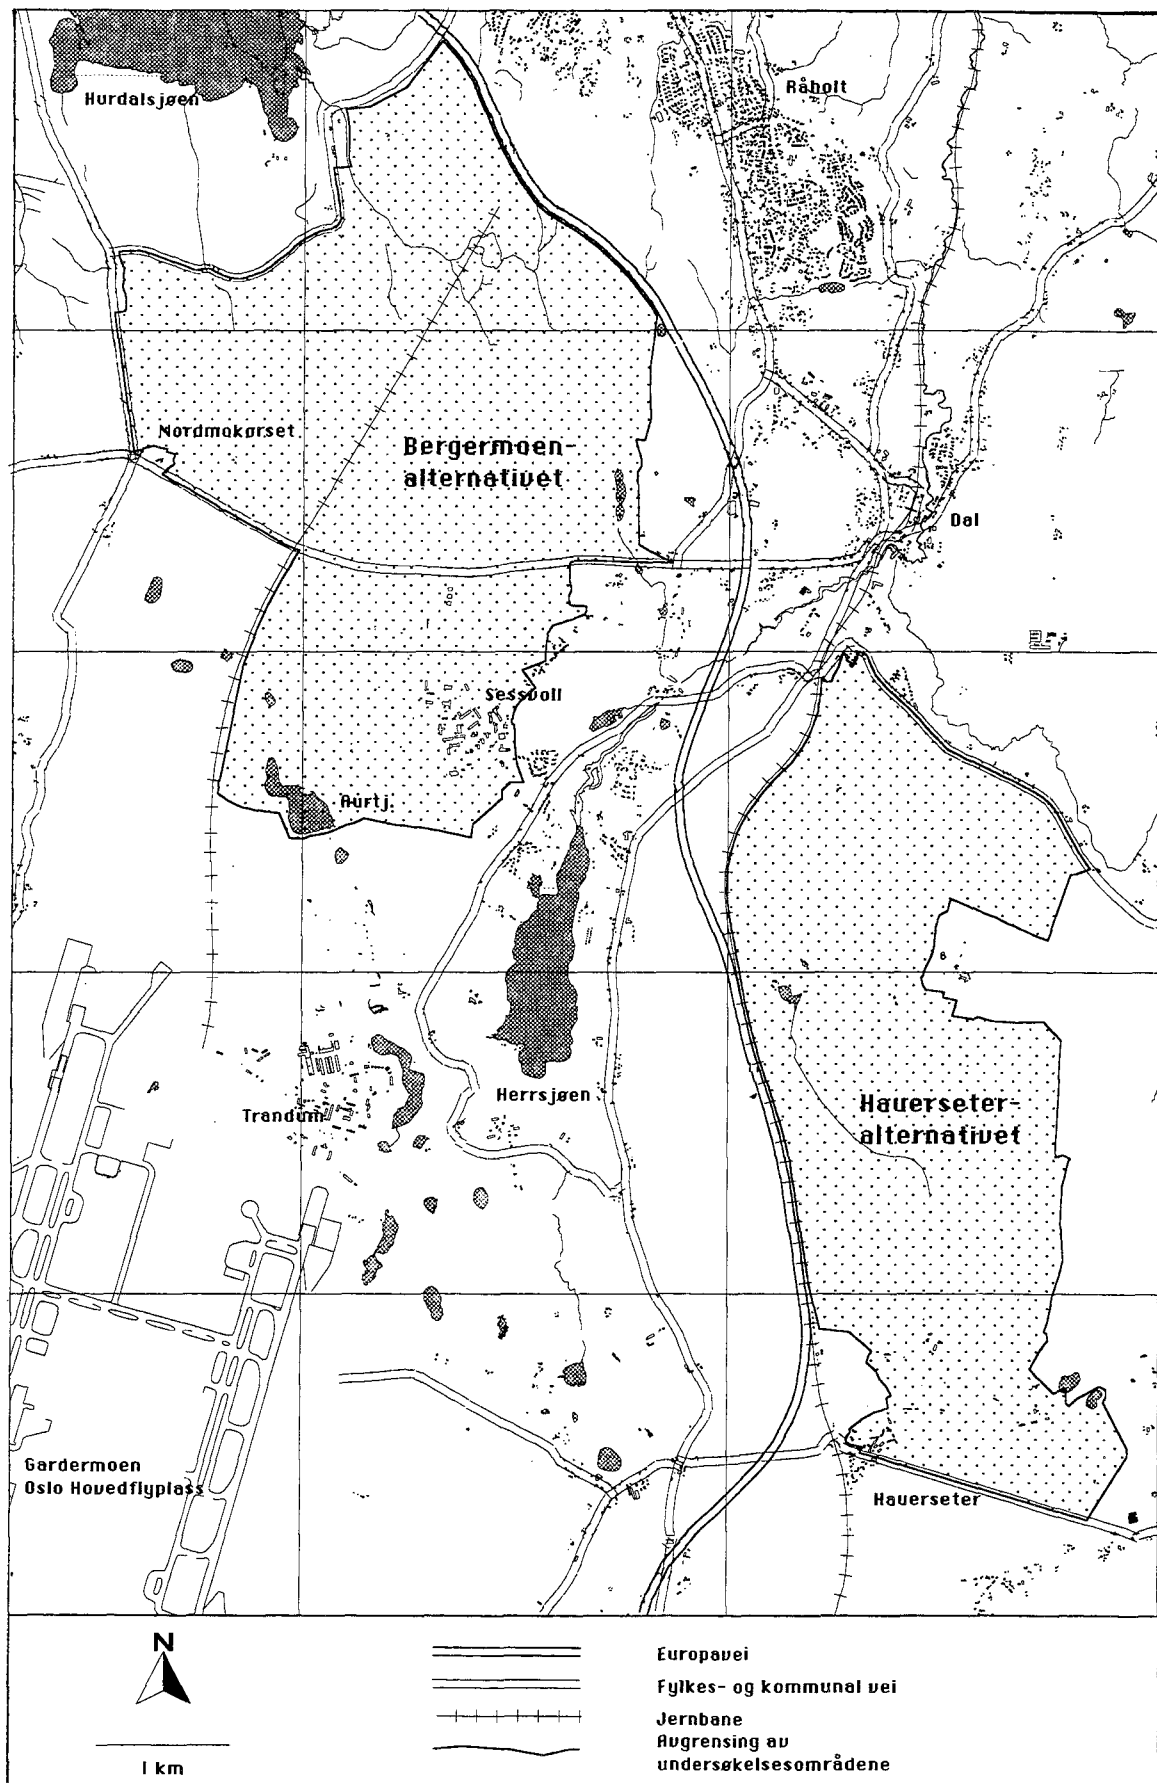 Hurdalsjøen
Råholt
Nordmokørset
Bergermoen-
alternativet
Dal
Sessvoll
Aurtj.
Herrsjøen
Trandum
Hauerseter-
alternativet
Gardermoen
Oslo Hovedflyplass
Hauerseter
N
1 km
Europavei
Fylkes- og kommunal vei
Jernbane
Avgrensing av
undersøkelsesområdene